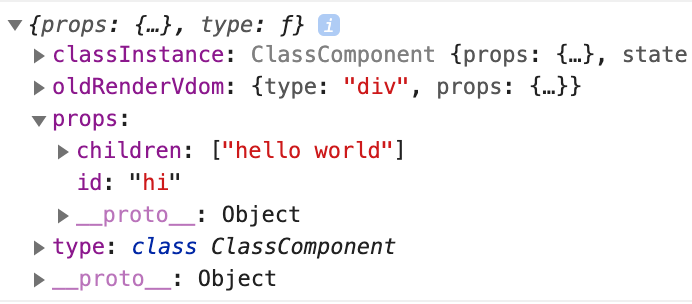 ▼{props: {…}, type: ƒ} i
▶classInstance: ClassComponent {props: {…}, state
▶oldRenderVdom: {type: "div", props: {…}}
▼props:
▶children: ["hello world"]
id: "hi"
▶__proto__: Object
▶type: class ClassComponent
▶__proto__: Object